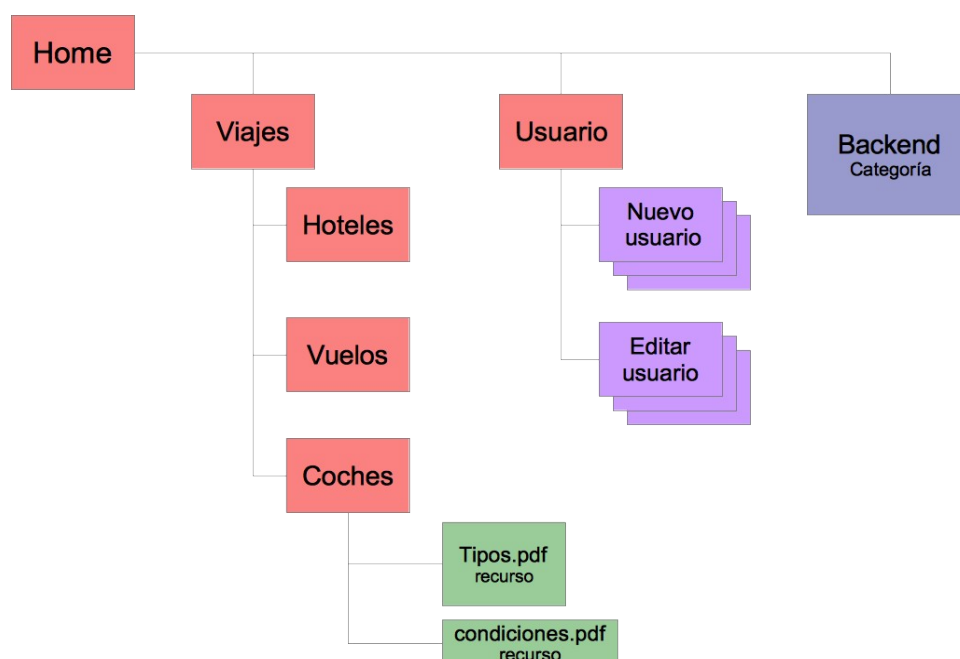 Home
Viajes
Usuario
Backend
Categoría
Hoteles
Nuevo
usuario
Vuelos
Editar
usuario
Coches
Tipos.pdf
recurso
condiciones.pdf
recurso